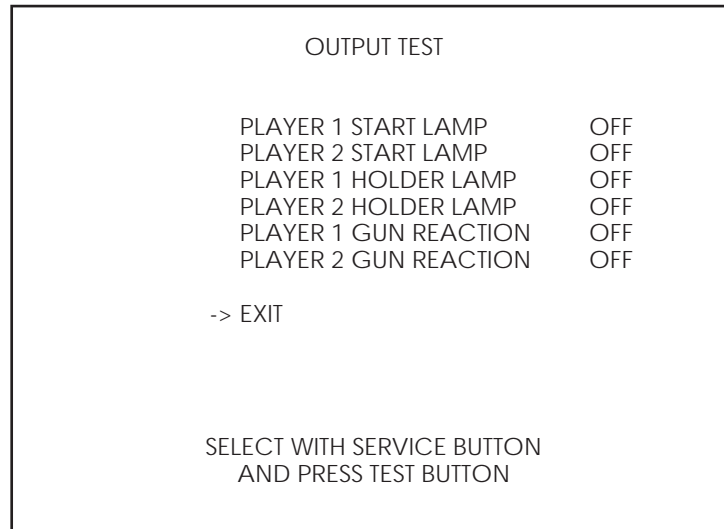 OUTPUT TEST
PLAYER 1 START LAMP OFF
PLAYER 2 START LAMP OFF
PLAYER 1 HOLDER LAMP OFF
PLAYER 2 HOLDER LAMP OFF
PLAYER 1 GUN REACTION OFF
PLAYER 2 GUN REACTION OFF
-> EXIT
SELECT WITH SERVICE BUTTON
AND PRESS TEST BUTTON